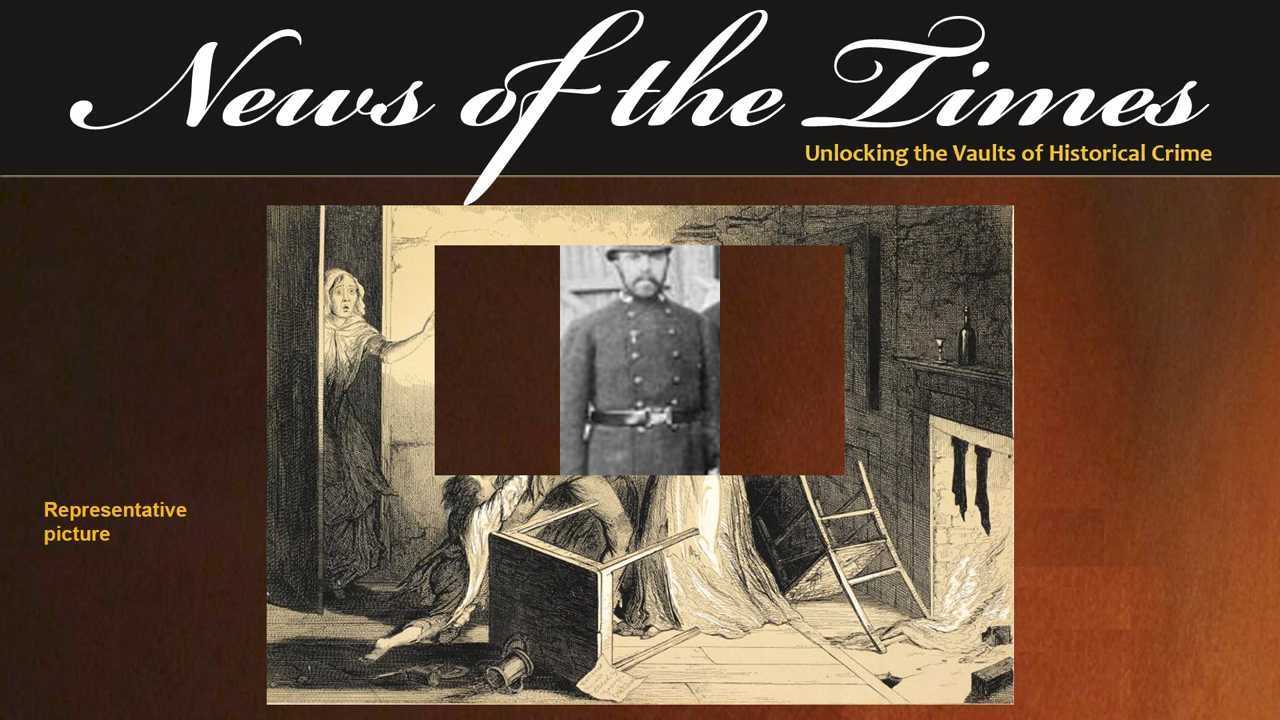 News of the Times
Unlocking the Vaults of Historical Crime
Representative
picture